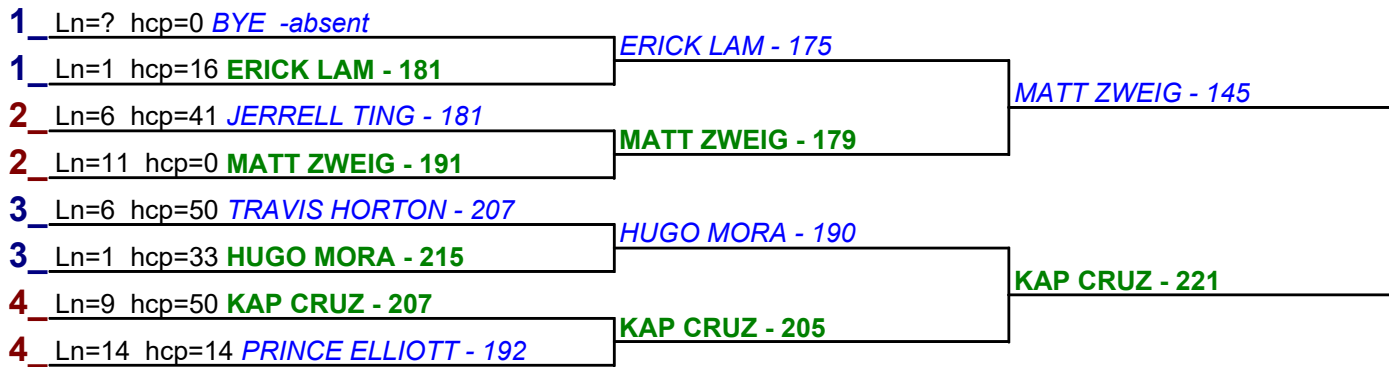 1_ Ln=? hcp=0 BYE -absent
1_ Ln=1 hcp=16 ERICK LAM - 181
2_ Ln=6 hcp=41 JERRELL TING - 181
2_ Ln=11 hcp=0 MATT ZWEIG - 191
3_ Ln=6 hcp=50 TRAVIS HORTON - 207
3_ Ln=1 hcp=33 HUGO MORA - 215
4_ Ln=9 hcp=50 KAP CRUZ - 207
4_ Ln=14 hcp=14 PRINCE ELLIOTT - 192
ERICK LAM - 175
MATT ZWEIG - 179
HUGO MORA - 190
KAP CRUZ - 205
MATT ZWEIG - 145
KAP CRUZ - 221